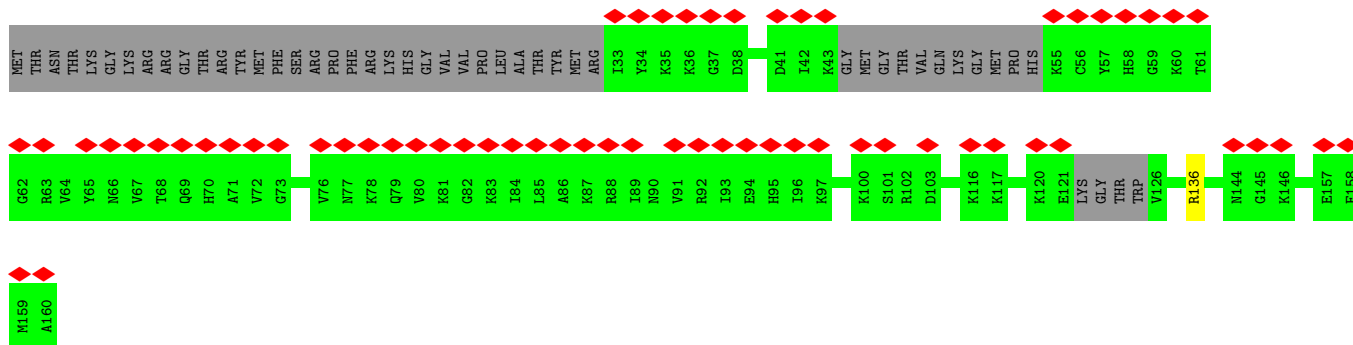 MET THR ASN THR LYS GLY LYS ARG ARG GLY THR ARG TYR MET PHE SER ARG PRO PHE ARG LYS HIS GLY VAL VAL PRO LEU ALA THR TYR MET ARG I33 Y34 K35 K36 G37 D38 D41 I42 K43 GLY MET GLY THR VAL GLN LYS GLY MET PRO HIS K55 C56 Y57 H58 G59 K60 T61
G62 R63 V64 Y65 N66 V67 T68 Q69 H70 A71 V72 G73 V76 N77 K78 Q79 V80 K81 G82 K83 I84 L85 A86 K87 R88 I89 N90 V91 R92 I93 E94 H95 I96 K97 K100 S101 R102 D103 K116 K117 K120 E121 LYS GLY THR TRP V126 R136 N144 G145 K146 E157 F158
M159 A160